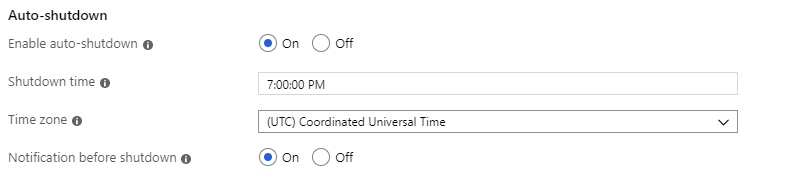 Auto-shutdown
Enable auto-shutdown On Off
Shutdown time 7:00:00 PM
Time zone (UTC) Coordinated Universal Time
Notification before shutdown On Off